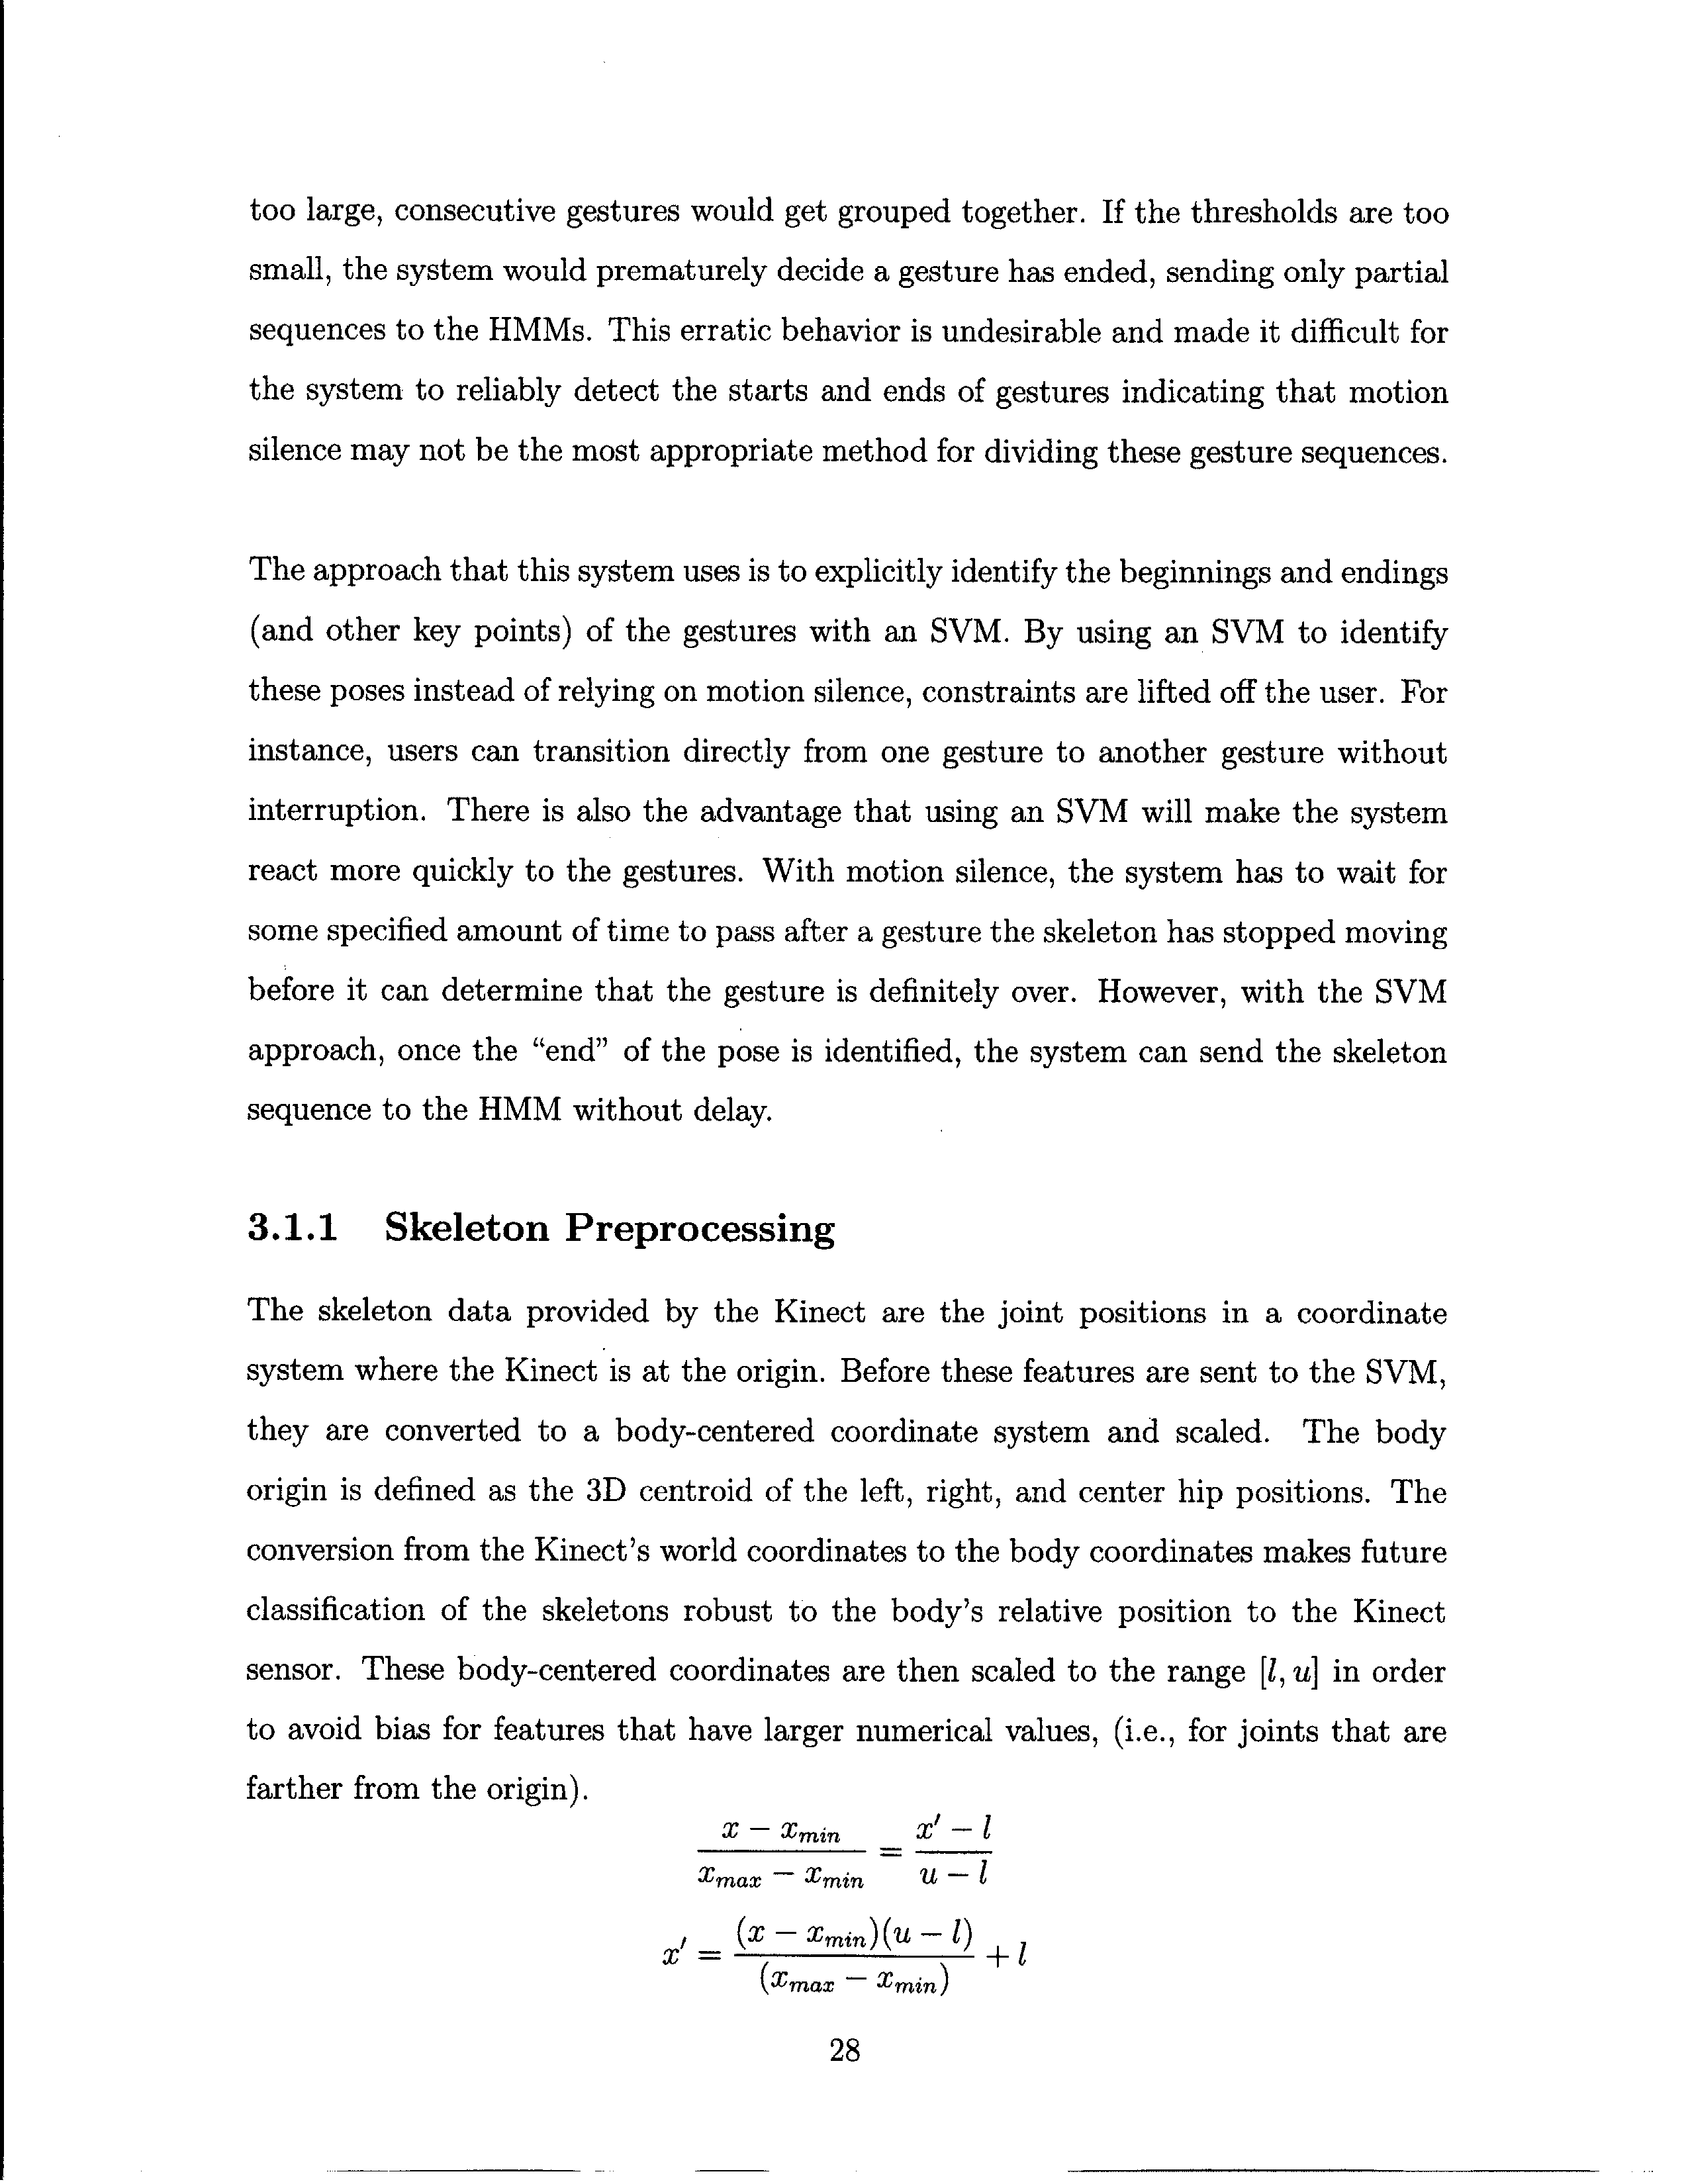 too large, consecutive gestures would get grouped together. If the thresholds are too
small, the system would prematurely decide a gesture has ended, sending only partial
sequences to the HMMs. This erratic behavior is undesirable and made it difficult for
the system to reliably detect the starts and ends of gestures indicating that motion
silence may not be the most appropriate method for dividing these gesture sequences.
The approach that this system uses is to explicitly identify the beginnings and endings
(and other key points) of the gestures with an SVM. By using an SVM to identify
these poses instead of relying on motion silence, constraints are lifted off the user. For
instance, users can transition directly from one gesture to another gesture without
interruption. There is also the advantage that using an SVM will make the system
react more quickly to the gestures. With motion silence, the system has to wait for
some specified amount of time to pass after a gesture the skeleton has stopped moving
before it can determine that the gesture is definitely over. However, with the SVM
approach, once the “end” of the pose is identified, the system can send the skeleton
sequence to the HMM without delay.
3.1.1 Skeleton Preprocessing
The skeleton data provided by the Kinect are the joint positions in a coordinate
system where the Kinect is at the origin. Before these features are sent to the SVM,
they are converted to a body-centered coordinate system and scaled. The body
origin is defined as the 3D centroid of the left, right, and center hip positions. The
conversion from the Kinect's world coordinates to the body coordinates makes future
classification of the skeletons robust to the body's relative position to the Kinect
sensor. These body-centered coordinates are then scaled to the range [l, u] in order
to avoid bias for features that have larger numerical values, (i.e., for joints that are
farther from the origin).
\frac{x - x_{min}}{x_{max} - x_{min}} = \frac{x' - l}{u - l}
x' = \frac{(x - x_{min})(u - l)}{(x_{max} - x_{min})} + l
28